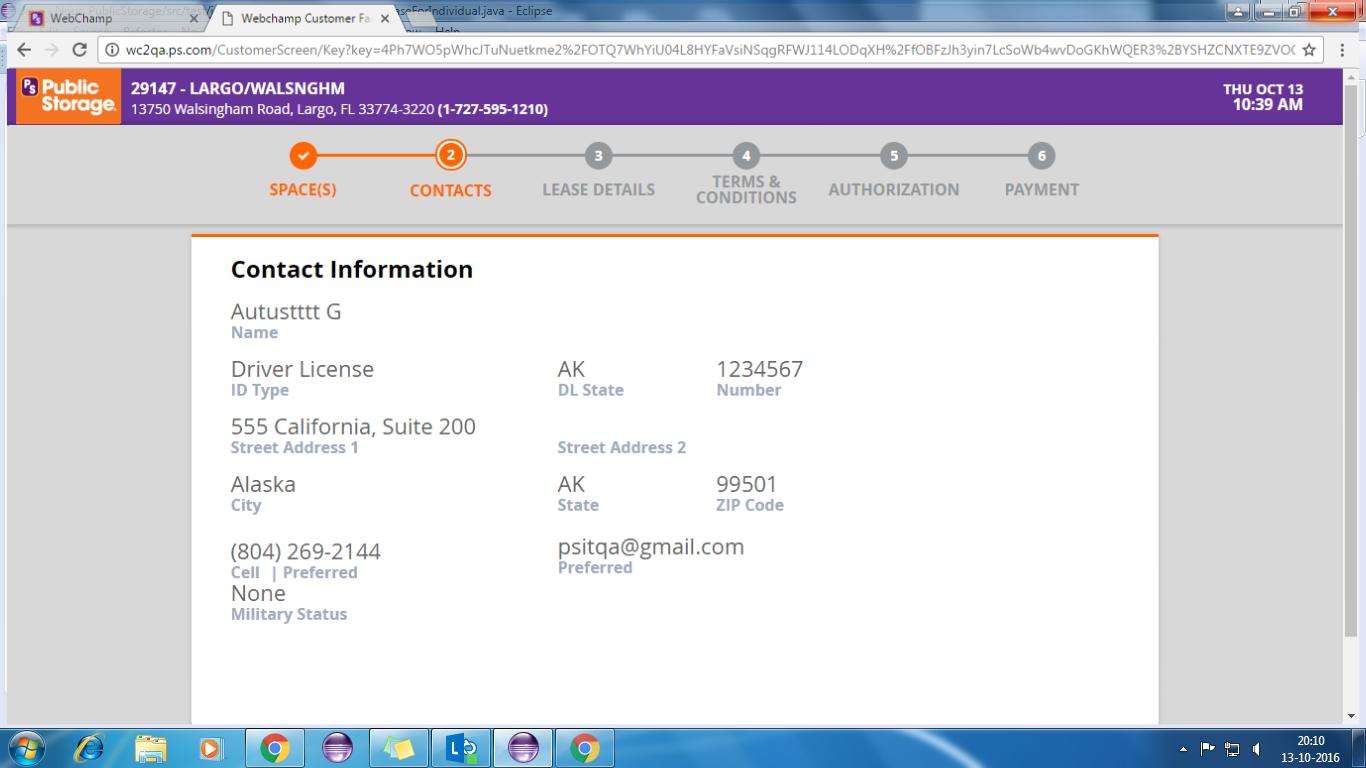 PublicStorage/src/test
aseForIndividual.java - Eclipse
WebChamp
Webchamp Customer Fa
Help
wc2qa.ps.com/CustomerScreen/Key?key=4Ph7WO5pWhcJTuNuetkme2%2FOTQ7WhYiU04L8HYFaVsiNSqgRFWJ114LODqXH%2FfOBFzJh3yin7LcSoWb4wvDoGKhWQER3%2BYSHZCNXTE9ZVO
PS Public Storage
29147 - LARGO/WALSNGHM
13750 Walsingham Road, Largo, FL 33774-3220 (1-727-595-1210)
THU OCT 13
10:39 AM
2 3 4 5 6
SPACE(S) CONTACTS LEASE DETAILS TERMS & CONDITIONS AUTHORIZATION PAYMENT
Contact Information
Autustttt G
Name
Driver License AK 1234567
ID Type DL State Number
555 California, Suite 200
Street Address 1 Street Address 2
Alaska AK 99501
City State ZIP Code
(804) 269-2144 psitqa@gmail.com
Cell | Preferred Preferred
None
Military Status
20:10
13-10-2016